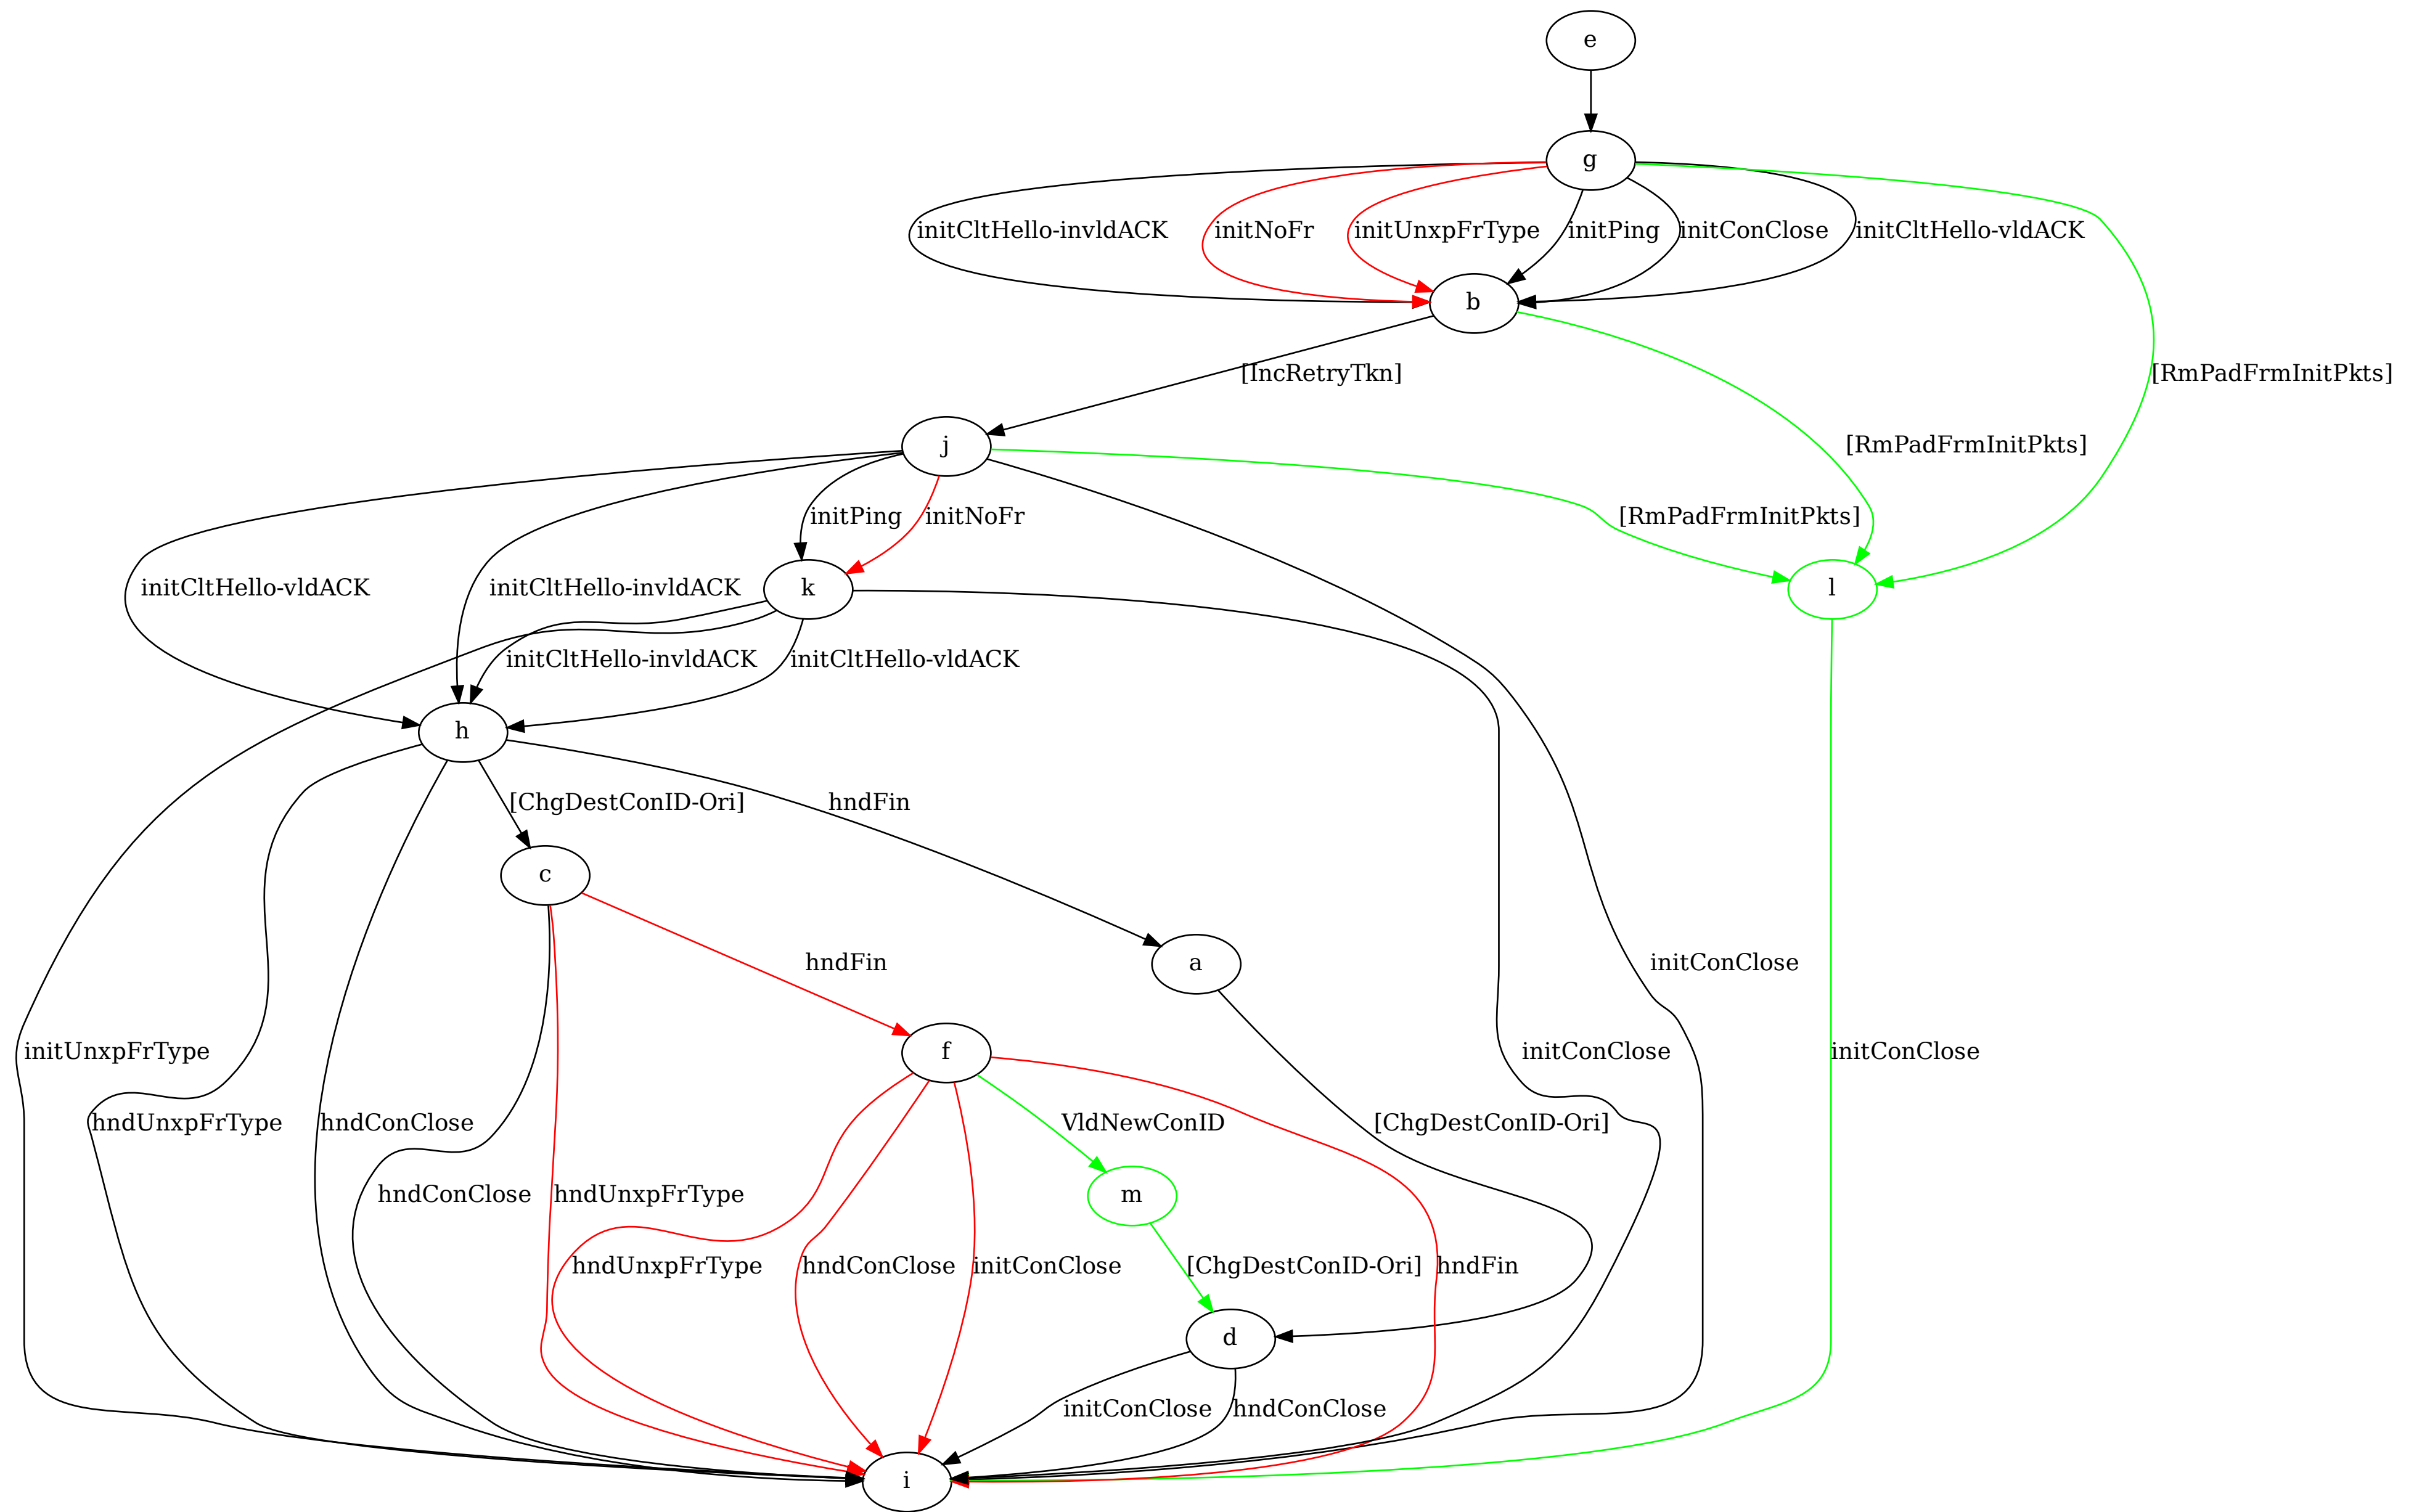 e
g
initCltHello-invldACK initNoFr initUnxpFrType initPing initConClose initCltHello-vldACK
b
[IncRetryTkn] [RmPadFrmInitPkts]
j [RmPadFrmInitPkts]
initPing initNoFr [RmPadFrmInitPkts]
initCltHello-vldACK initCltHello-invldACK k l
initCltHello-invldACK initCltHello-vldACK
h
[ChgDestConID-Ori] hndFin
c
hndFin a initConClose
initUnxpFrType f initConClose initConClose
hndUnxpFrType hndConClose VldNewConID [ChgDestConID-Ori]
hndConClose hndUnxpFrType m
hndUnxpFrType hndConClose initConClose [ChgDestConID-Ori] hndFin
d
initConClose hndConClose
i